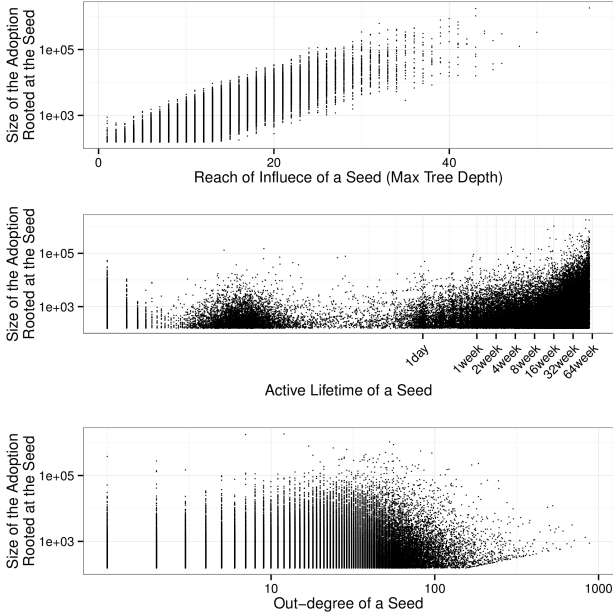 Size of the Adoption
Rooted at the Seed
1e+05
1e+03
0
20
40
Reach of Influece of a Seed (Max Tree Depth)
Size of the Adoption
Rooted at the Seed
1e+05
1e+03
1day
1week
2week
4week
8week
16week
32week
64week
Active Lifetime of a Seed
Size of the Adoption
Rooted at the Seed
1e+05
1e+03
10
100
1000
Out−degree of a Seed